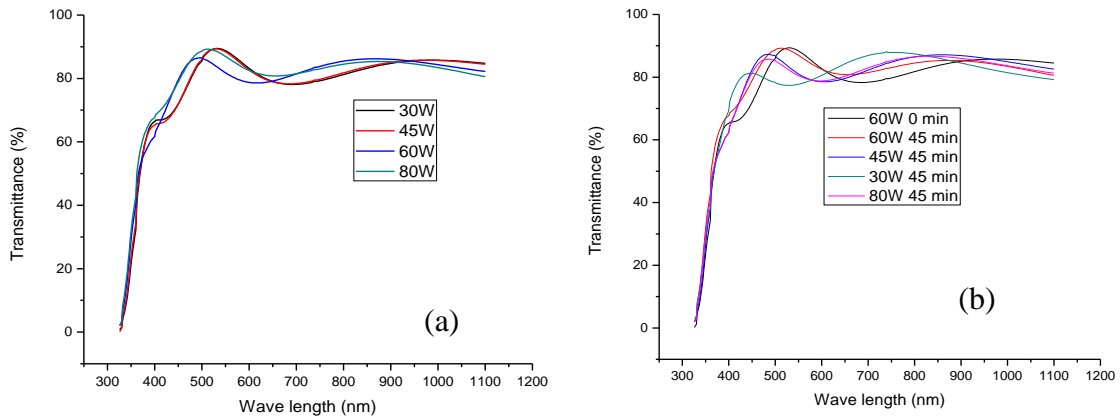 100
80
60
40
20
0
300 400 500 600 700 800 900 1000 1100 1200
Transmittance (%)
Wave length (nm)
30W
45W
60W
80W
(a)
100
80
60
40
20
0
300 400 500 600 700 800 900 1000 1100 1200
Transmittance (%)
Wave length (nm)
60W 0 min
60W 45 min
45W 45 min
30W 45 min
80W 45 min
(b)